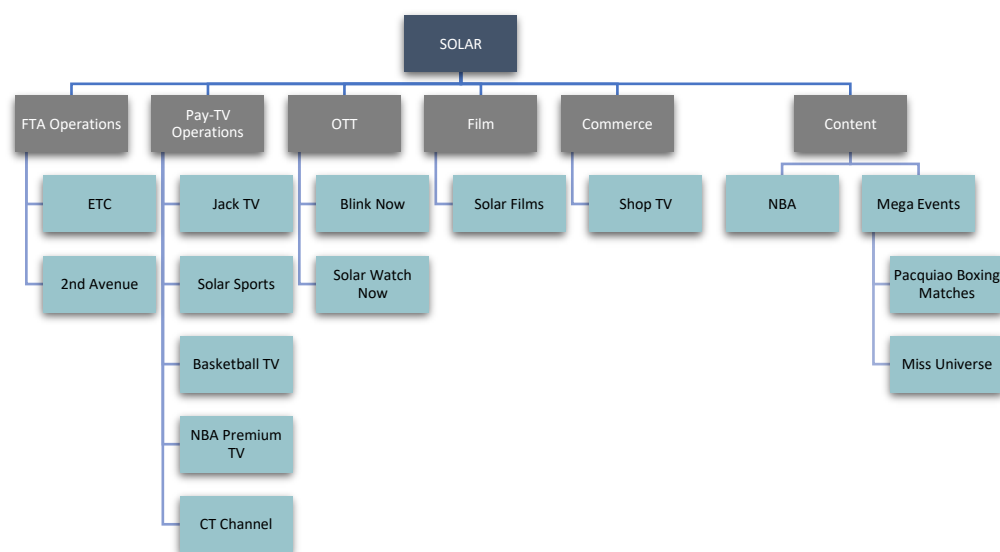 SOLAR
FTA Operations
Pay-TV
Operations
OTT
Film
Commerce
Content
ETC
Jack TV
Blink Now
Solar Films
Shop TV
NBA
Mega Events
2nd Avenue
Solar Sports
Solar Watch
Now
Pacquiao Boxing
Matches
Basketball TV
Miss Universe
NBA Premium
TV
CT Channel